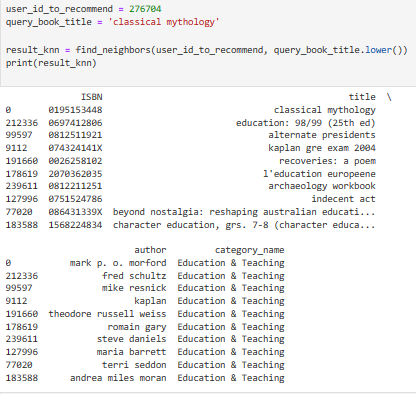 user_id_to_recommend = 276704
query_book_title = 'classical mythology'
result_knn = find_neighbors(user_id_to_recommend, query_book_title.lower())
print(result_knn)
ISBN title \
0 0195153448 classical mythology
212336 0697412806 education: 98/99 (25th ed)
99597 0812511921 alternate presidents
9112 074324141X kaplan gre exam 2004
191660 0026258102 recoveries: a poem
178619 2070362035 l'education europeene
239611 0812211251 archaeology workbook
127996 0751524786 indecent act
77020 086431339X beyond nostalgia: reshaping australian educati...
183588 1568224834 character education, grs. 7-8 (character educa...
author category_name
0 mark p. o. morford Education & Teaching
212336 fred schultz Education & Teaching
99597 mike resnick Education & Teaching
9112 kaplan Education & Teaching
191660 theodore russell weiss Education & Teaching
178619 romain gary Education & Teaching
239611 steve daniels Education & Teaching
127996 maria barrett Education & Teaching
77020 terri seddon Education & Teaching
183588 andrea miles moran Education & Teaching